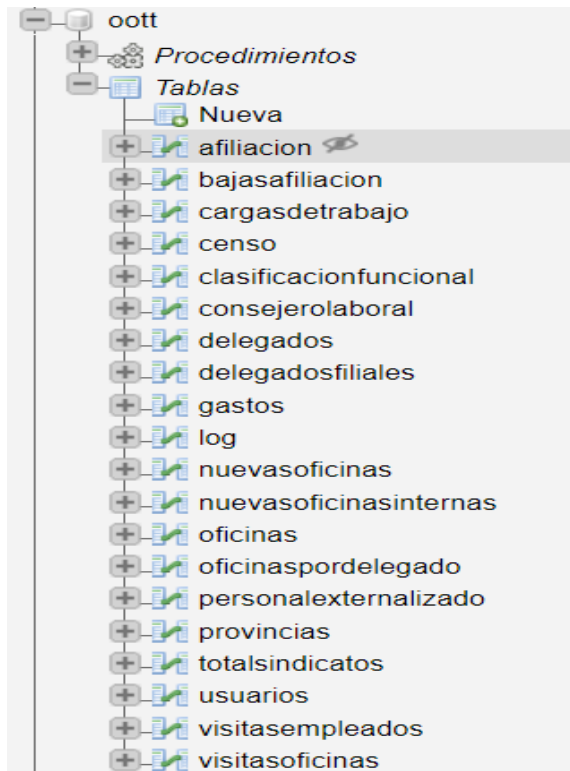 oott
Procedimientos
Tablas
Nueva
afiliacion
bajasafiliacion
cargasdetrabajo
censo
clasificacionfuncional
consejerolaboral
delegados
delegadosfiliales
gastos
log
nuevasoficinas
nuevasoficinasinternas
oficinas
oficinaspordelegado
personalexternalizado
provincias
totalsindicatos
usuarios
visitasempleados
visitasoficinas